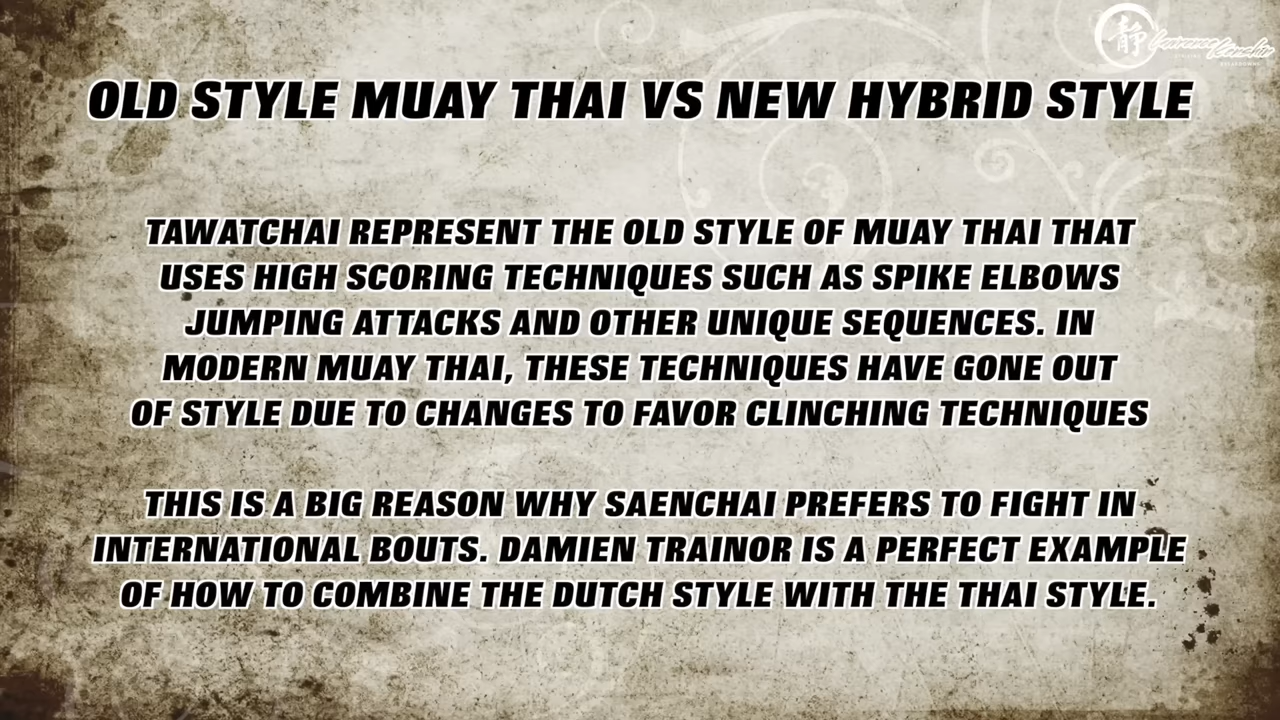 静 Lawrence Kenshin
OLD STYLE MUAY THAI VS NEW HYBRID STYLE
TAWATCHAI REPRESENT THE OLD STYLE OF MUAY THAI THAT
USES HIGH SCORING TECHNIQUES SUCH AS SPIKE ELBOWS
JUMPING ATTACKS AND OTHER UNIQUE SEQUENCES. IN
MODERN MUAY THAI, THESE TECHNIQUES HAVE GONE OUT
OF STYLE DUE TO CHANGES TO FAVOR CLINCHING TECHNIQUES
THIS IS A BIG REASON WHY SAENCHAI PREFERS TO FIGHT IN
INTERNATIONAL BOUTS. DAMIEN TRAINOR IS A PERFECT EXAMPLE
OF HOW TO COMBINE THE DUTCH STYLE WITH THE THAI STYLE.